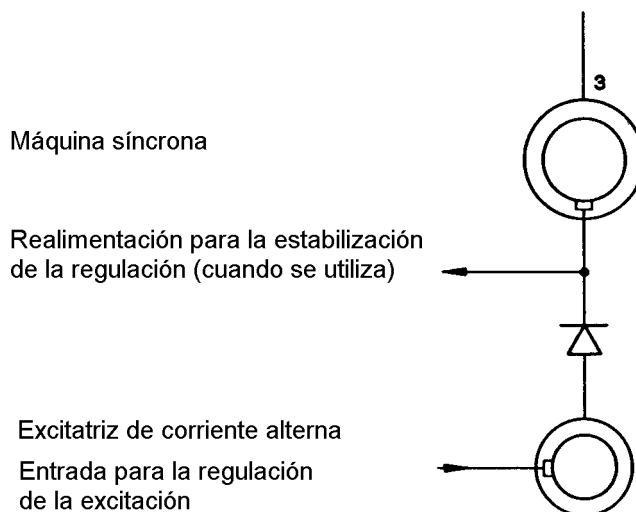 3
Máquina síncrona
Realimentación para la estabilización
de la regulación (cuando se utiliza)
Excitatriz de corriente alterna
Entrada para la regulación
de la excitación